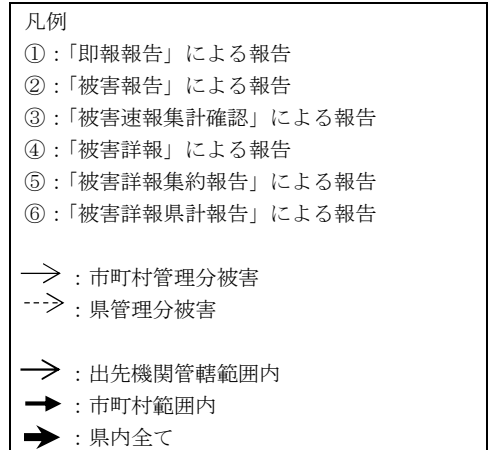 凡例
①:「即報報告」による報告
②:「被害報告」による報告
③:「被害速報集計確認」による報告
④:「被害詳報」による報告
⑤:「被害詳報集約報告」による報告
⑥:「被害詳報県計報告」による報告
:市町村管理分被害
:県管理分被害
:出先機関管轄範囲内
:市町村範囲内
:県内全て